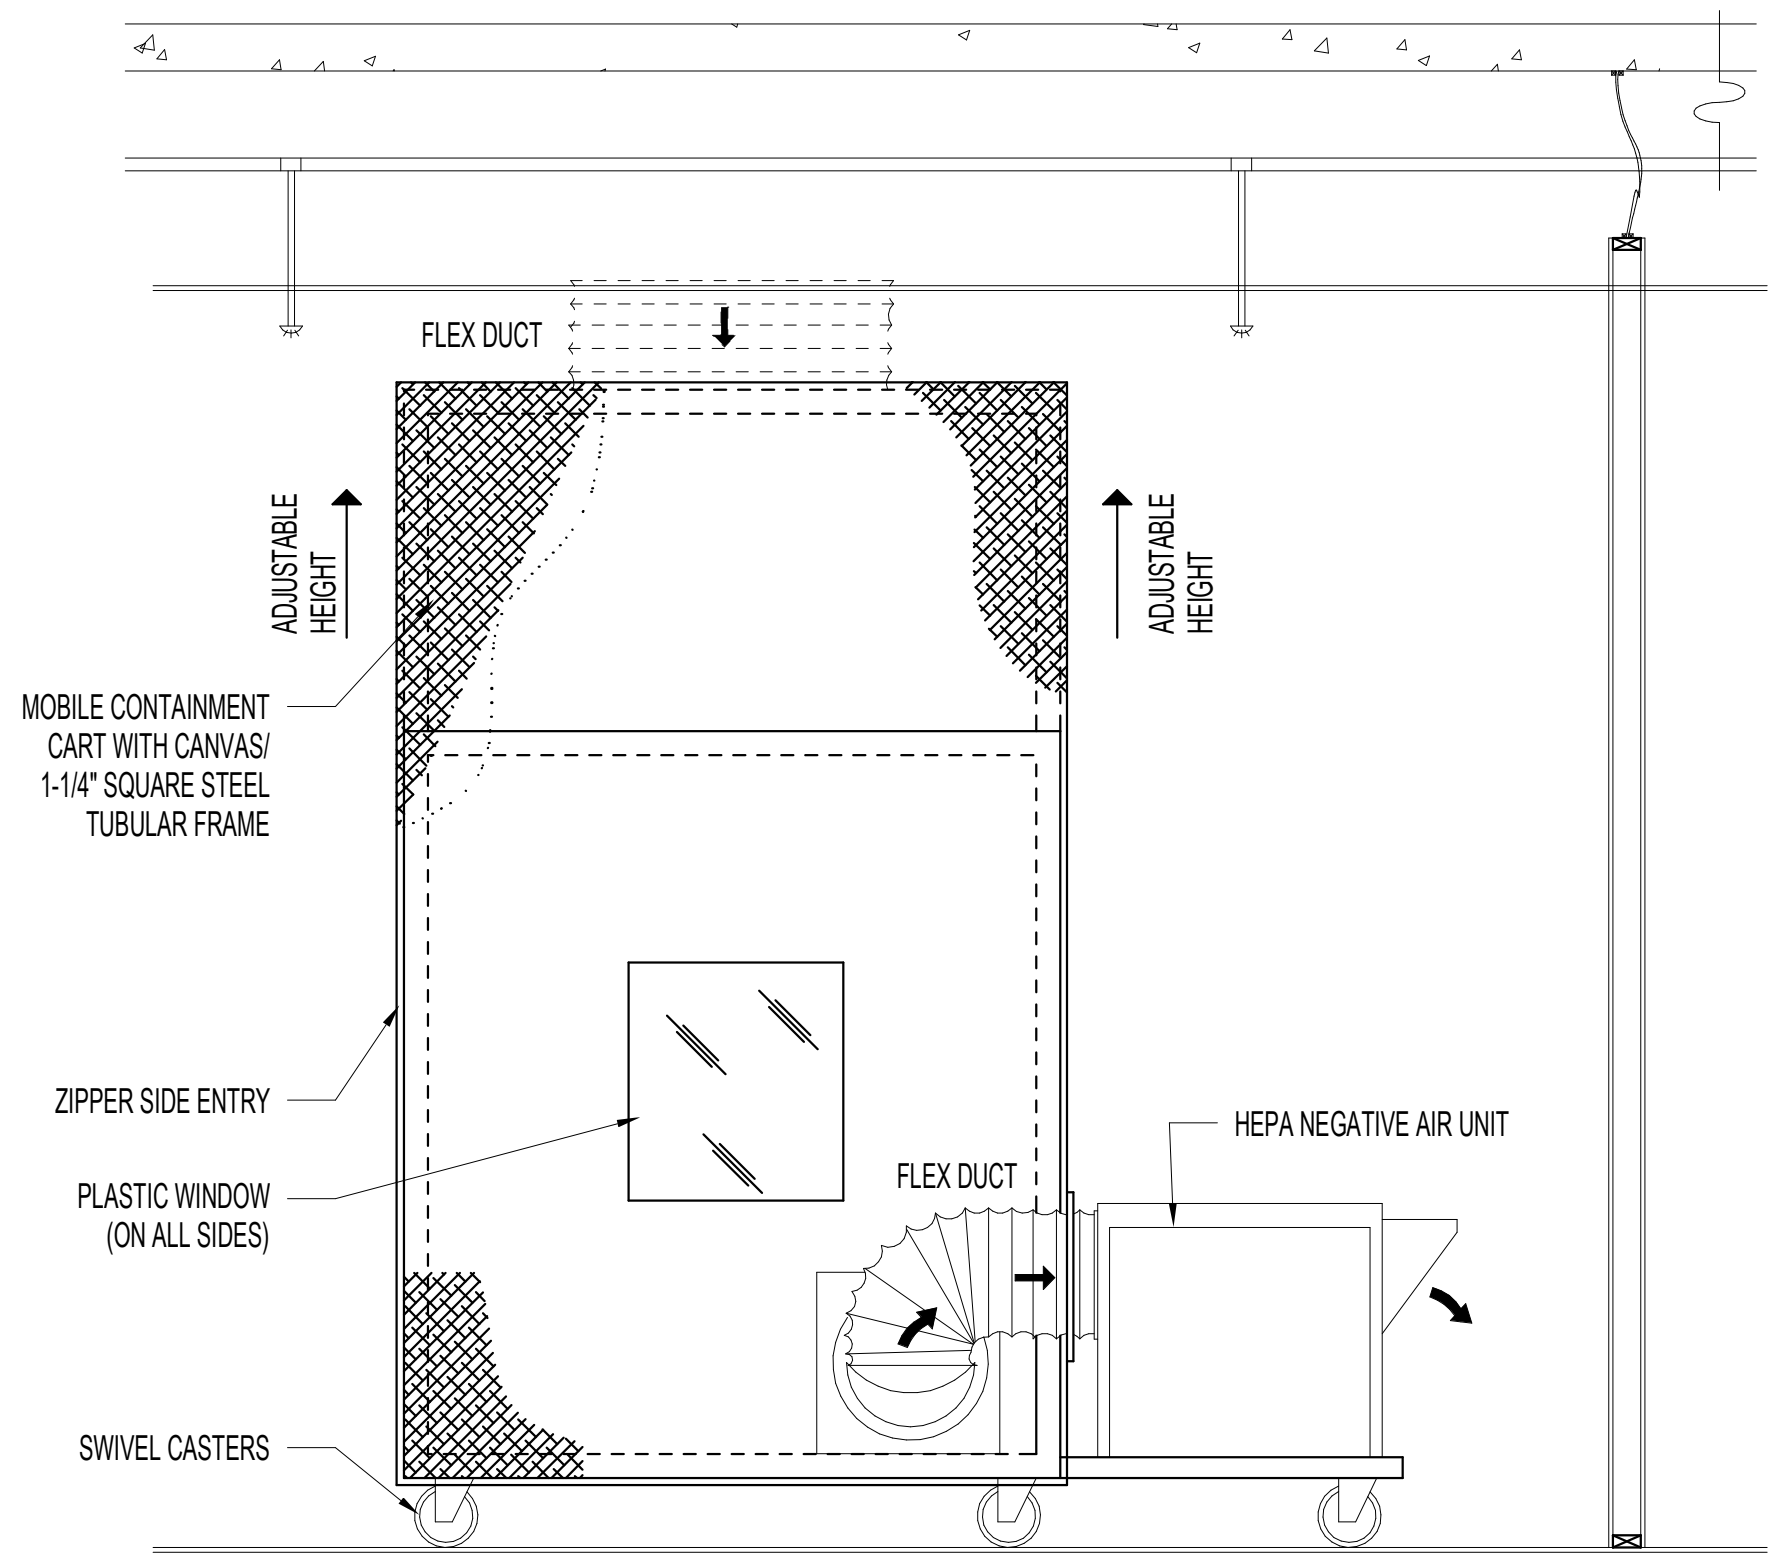 FLEX DUCT
ADJUSTABLE
HEIGHT
ADJUSTABLE
HEIGHT
MOBILE CONTAINMENT
CART WITH CANVAS/
1-1/4" SQUARE STEEL
TUBULAR FRAME
ZIPPER SIDE ENTRY
HEPA NEGATIVE AIR UNIT
FLEX DUCT
PLASTIC WINDOW
(ON ALL SIDES)
SWIVEL CASTERS